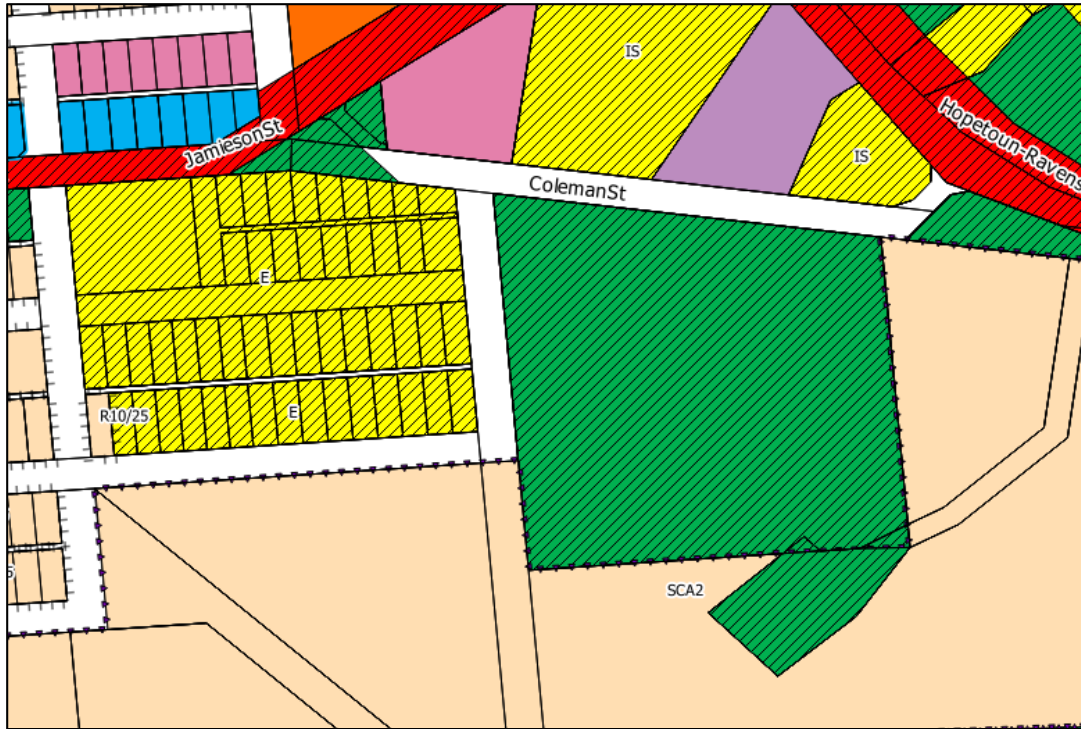 IS
JamiesonSt
Hopetoun-Ravens
IS
ColemanSt
E
R10/25
E
SCA2